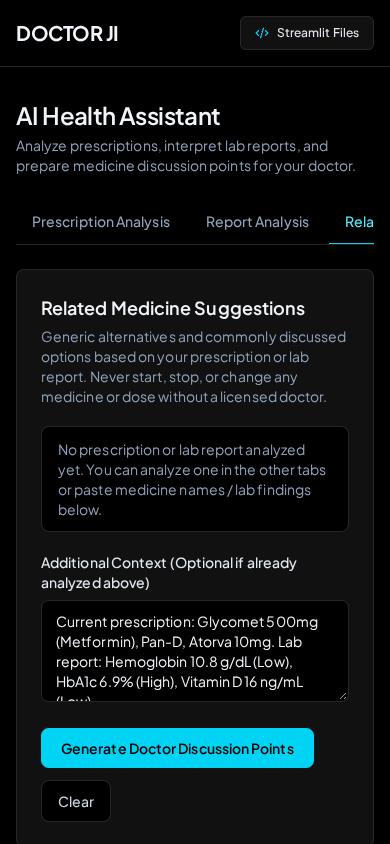 DOCTOR JI
Streamlit Files
AI Health Assistant
Analyze prescriptions, interpret lab reports, and
prepare medicine discussion points for your doctor.
Prescription Analysis
Report Analysis
Rela
Related Medicine Suggestions
Generic alternatives and commonly discussed
options based on your prescription or lab
report. Never start, stop, or change any
medicine or dose without a licensed doctor.
No prescription or lab report analyzed
yet. You can analyze one in the other tabs
or paste medicine names / lab findings
below.
Additional Context (Optional if already
analyzed above)
Current prescription: Glycomet 500mg
(Metformin), Pan-D, Atorva 10mg. Lab
report: Hemoglobin 10.8 g/dL (Low),
HbA1c 6.9% (High), Vitamin D 16 ng/mL
(Low)
Generate Doctor Discussion Points
Clear